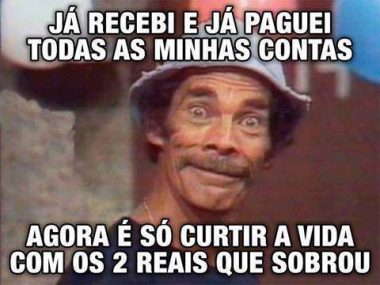 JÁ RECEBI E JÁ PAGUEI
TODAS AS MINHAS CONTAS
AGORA É SÓ CURTIR A VIDA
COM OS 2 REAIS QUE SOBROU